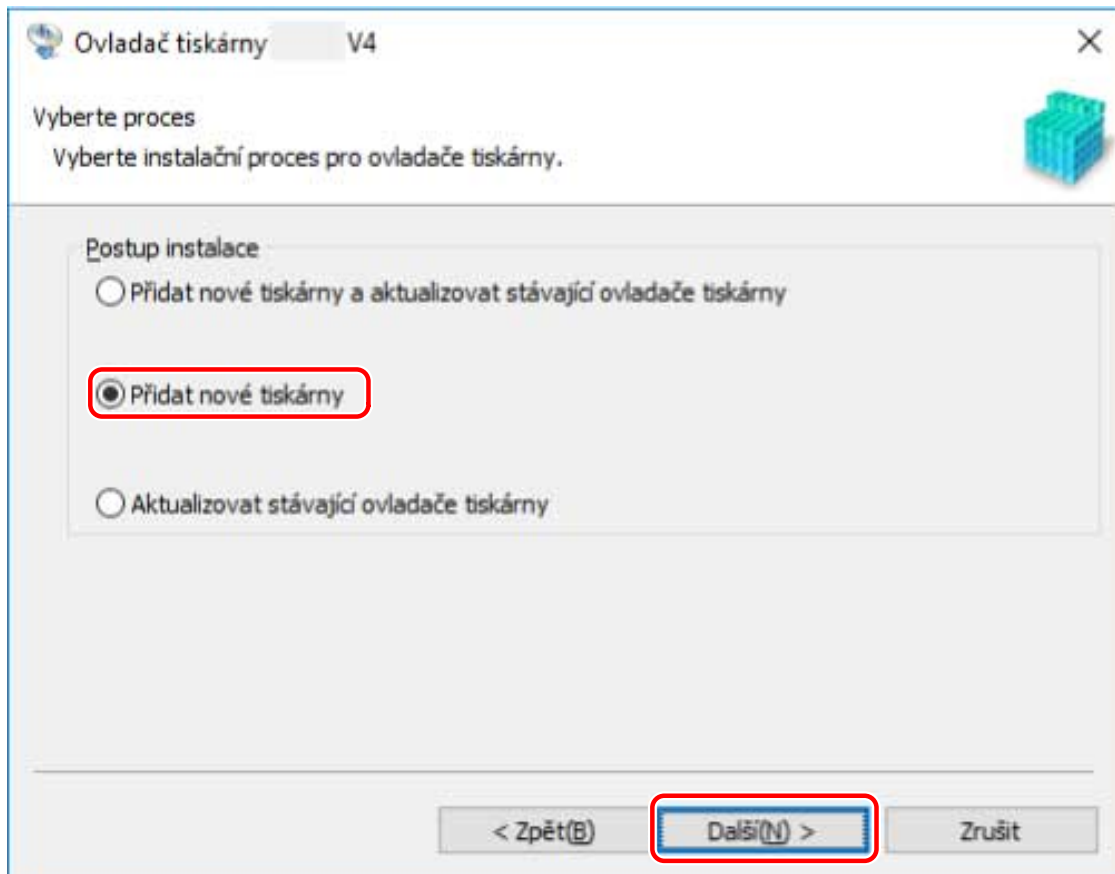 Ovladač tiskárny V4
Vyberte proces
Vyberte instalační proces pro ovladače tiskárny.
Postup instalace
Přidat nové tiskárny a aktualizovat stávající ovladače tiskárny
Přidat nové tiskárny
Aktualizovat stávající ovladače tiskárny
< Zpět(B)
Další(N) >
Zrušit